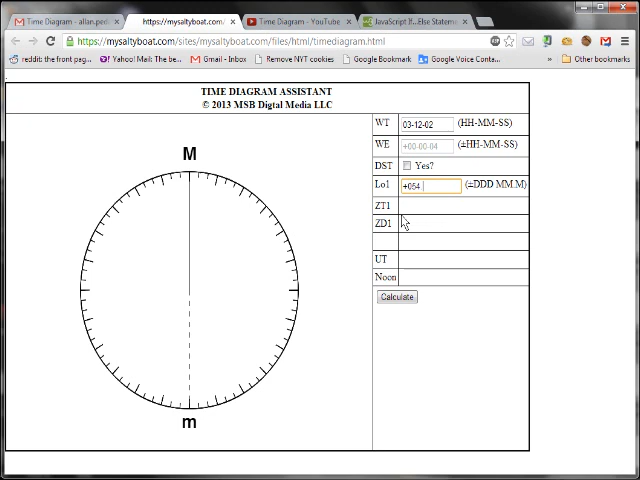 Time Diagram - allan.ped
https://mysaltyboat.com/
Time Diagram - YouTube
JavaScript If...Else Stateme
https://mysaltyboat.com/sites/mysaltyboat.com/files/html/timediagram.html
reddit: the front pag...
Yahoo! Mail: The be...
Gmail - Inbox
Remove NYT cookies
Google Bookmark
Google Voice Conta...
»
Other bookmarks
TIME DIAGRAM ASSISTANT
© 2013 MSB Digtal Media LLC
WT 03-12-02 (HH-MM-SS)
WE +00-00-04 (±HH-MM-SS)
DST Yes?
Lo1 +054. (±DDD MM.M)
ZT1
ZD1
UT
Noon
Calculate
M
m